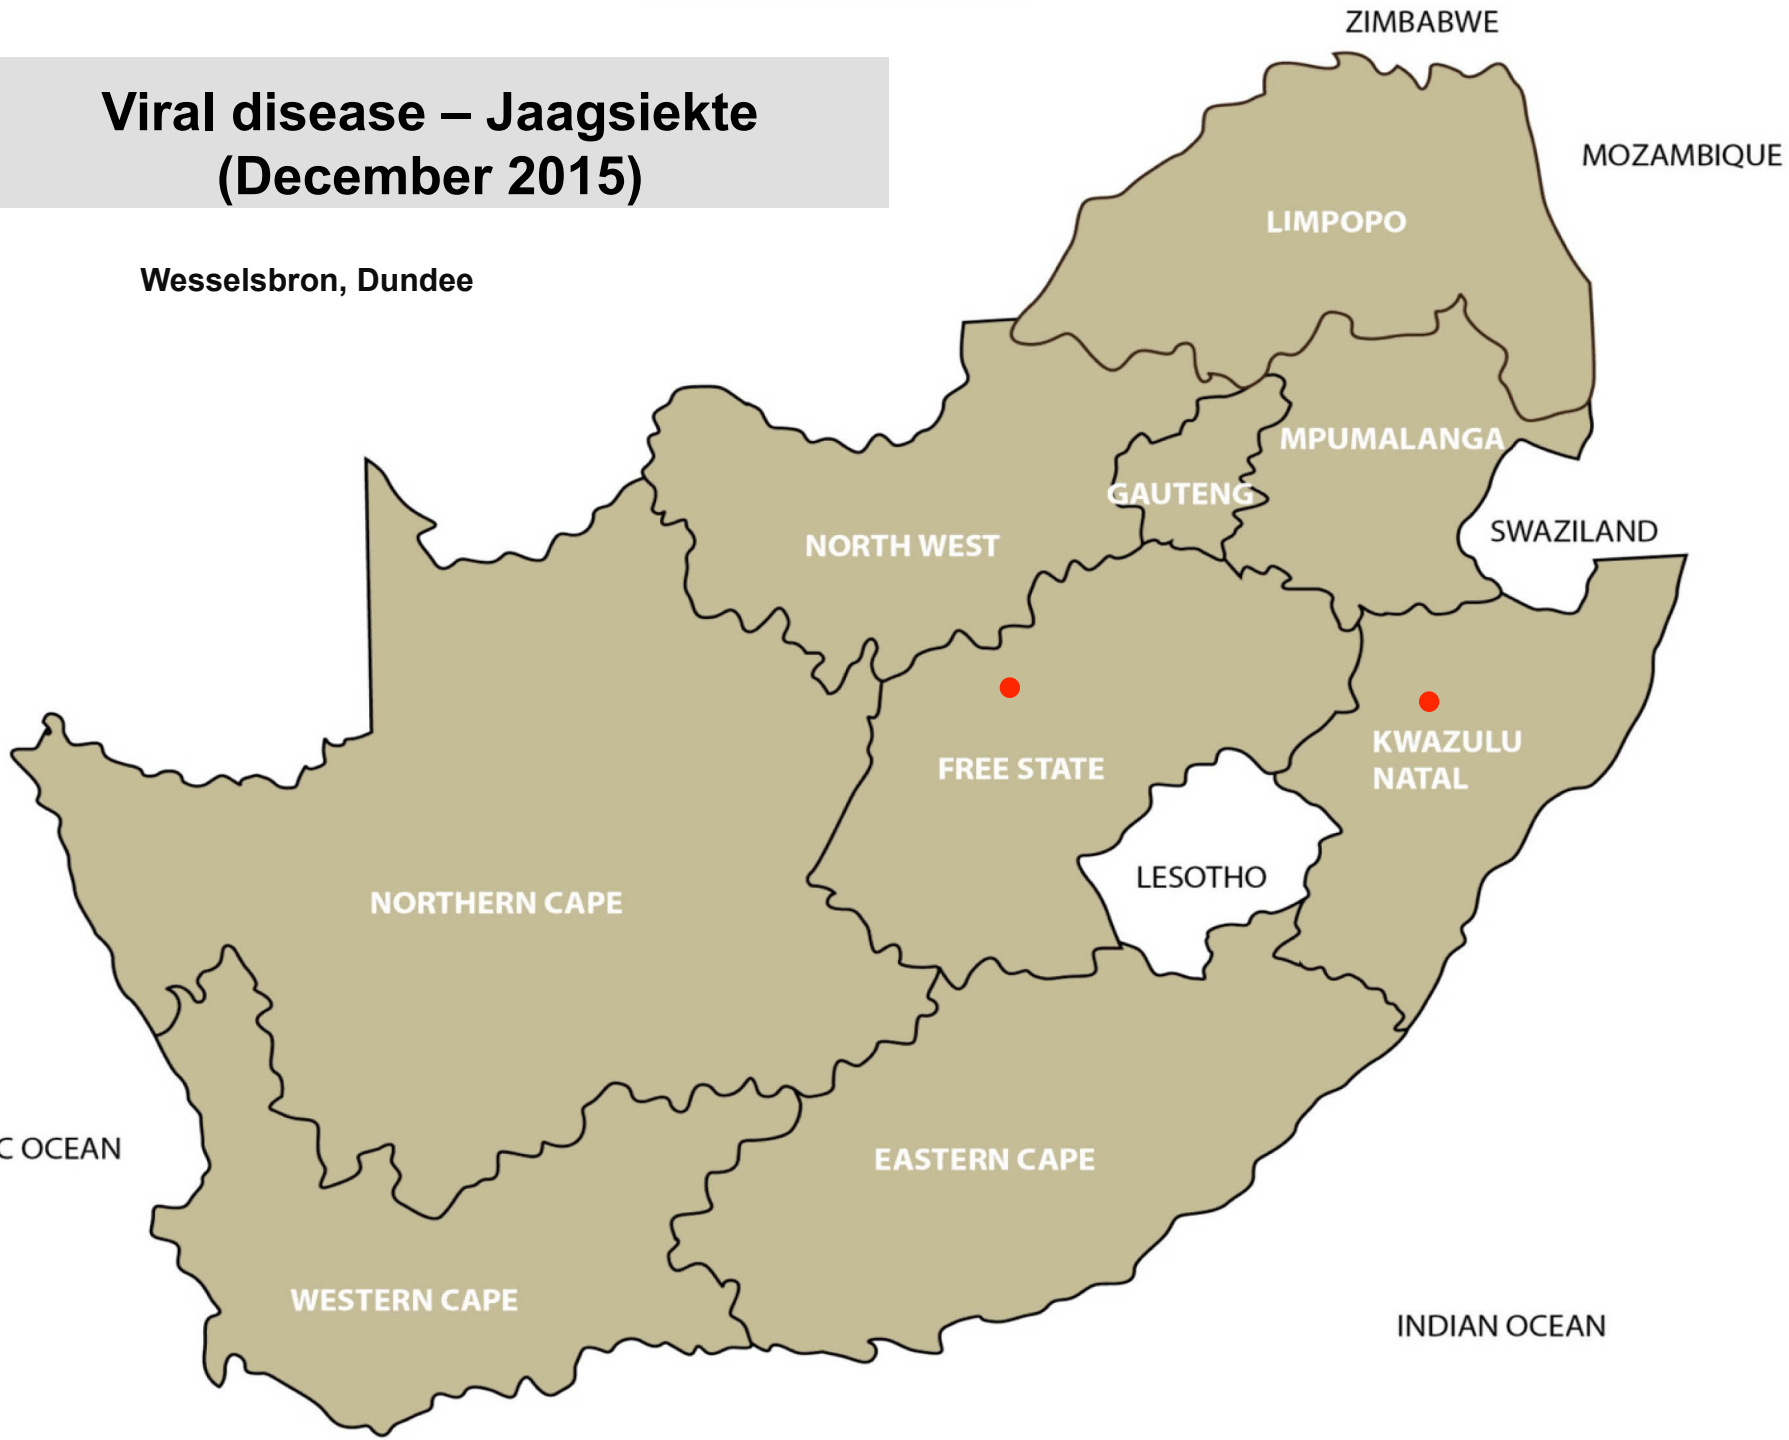 ZIMBABWE
Viral disease – Jaagsiekte
(December 2015)
MOZAMBIQUE
LIMPOPO
Wesselsbron, Dundee
MPUMALANGA
GAUTENG
SWAZILAND
NORTH WEST
KWAZULU
NATAL
FREE STATE
LESOTHO
NORTHERN CAPE
C OCEAN
EASTERN CAPE
WESTERN CAPE
INDIAN OCEAN